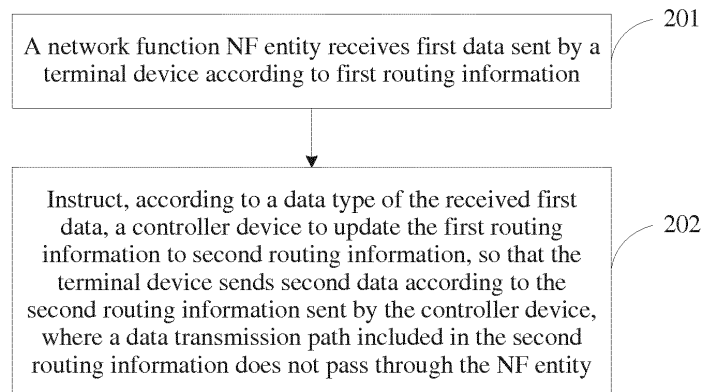 201
A network function NF entity receives first data sent by a
terminal device according to first routing information
202
Instruct, according to a data type of the received first
data, a controller device to update the first routing
information to second routing information, so that the
terminal device sends second data according to the
second routing information sent by the controller device,
where a data transmission path included in the second
routing information does not pass through the NF entity